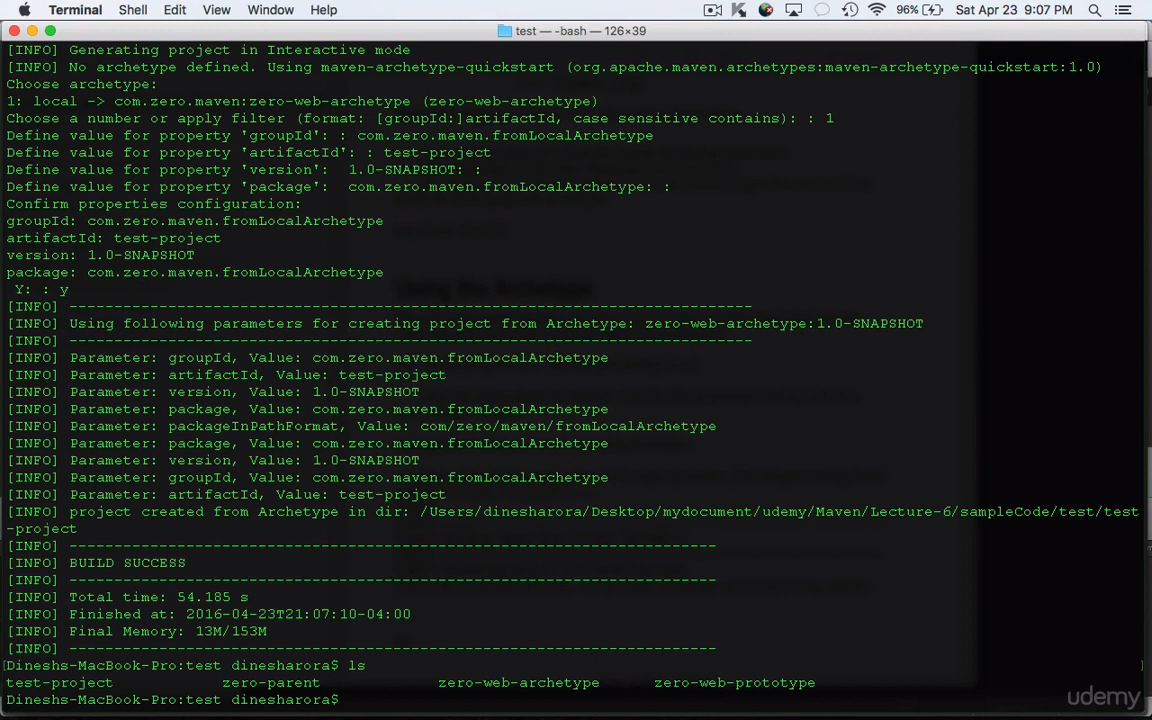 Terminal Shell Edit View Window Help 96% Sat Apr 23 9:07 PM
test — -bash — 126×39
[INFO] Generating project in Interactive mode
[INFO] No archetype defined. Using maven-archetype-quickstart (org.apache.maven.archetypes:maven-archetype-quickstart:1.0)
Choose archetype:
1: local -> com.zero.maven:zero-web-archetype (zero-web-archetype)
Choose a number or apply filter (format: [groupId:]artifactId, case sensitive contains): : 1
Define value for property 'groupId': : com.zero.maven.fromLocalArchetype
Define value for property 'artifactId': : test-project
Define value for property 'version':  1.0-SNAPSHOT: :
Define value for property 'package':  com.zero.maven.fromLocalArchetype: :
Confirm properties configuration:
groupId: com.zero.maven.fromLocalArchetype
artifactId: test-project
version: 1.0-SNAPSHOT
package: com.zero.maven.fromLocalArchetype
 Y: : y
[INFO] ----------------------------------------------------------------------------
[INFO] Using following parameters for creating project from Archetype: zero-web-archetype:1.0-SNAPSHOT
[INFO] ----------------------------------------------------------------------------
[INFO] Parameter: groupId, Value: com.zero.maven.fromLocalArchetype
[INFO] Parameter: artifactId, Value: test-project
[INFO] Parameter: version, Value: 1.0-SNAPSHOT
[INFO] Parameter: package, Value: com.zero.maven.fromLocalArchetype
[INFO] Parameter: packageInPathFormat, Value: com/zero/maven/fromLocalArchetype
[INFO] Parameter: package, Value: com.zero.maven.fromLocalArchetype
[INFO] Parameter: version, Value: 1.0-SNAPSHOT
[INFO] Parameter: groupId, Value: com.zero.maven.fromLocalArchetype
[INFO] Parameter: artifactId, Value: test-project
[INFO] project created from Archetype in dir: /Users/dinesharora/Desktop/mydocument/udemy/Maven/Lecture-6/sampleCode/test/test
-project
[INFO] ------------------------------------------------------------------------
[INFO] BUILD SUCCESS
[INFO] ------------------------------------------------------------------------
[INFO] Total time: 54.185 s
[INFO] Finished at: 2016-04-23T21:07:10-04:00
[INFO] Final Memory: 13M/153M
[INFO] ------------------------------------------------------------------------
[Dineshs-MacBook-Pro:test dinesharora$ ls ]
test-project zero-parent zero-web-archetype zero-web-prototype
Dineshs-MacBook-Pro:test dinesharora$
udemy